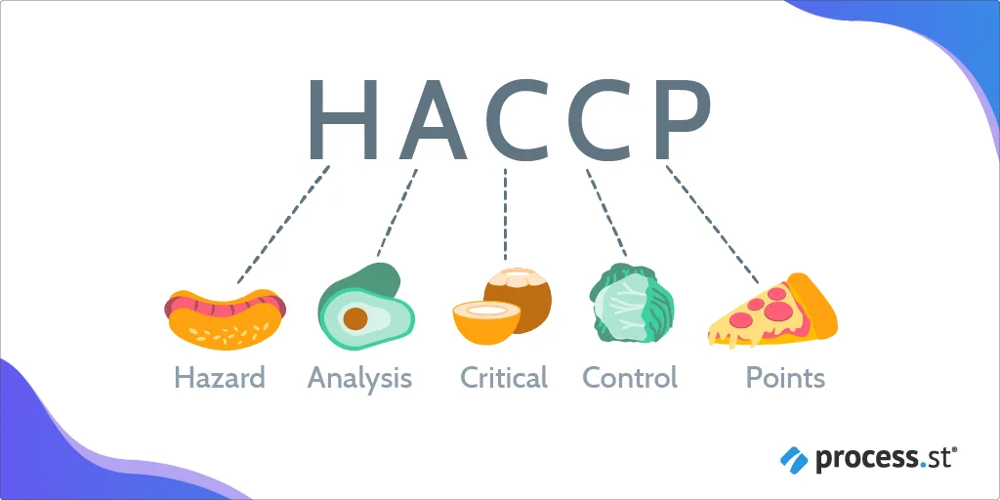 HACCP
Hazard Analysis Critical Control Points
process.st®